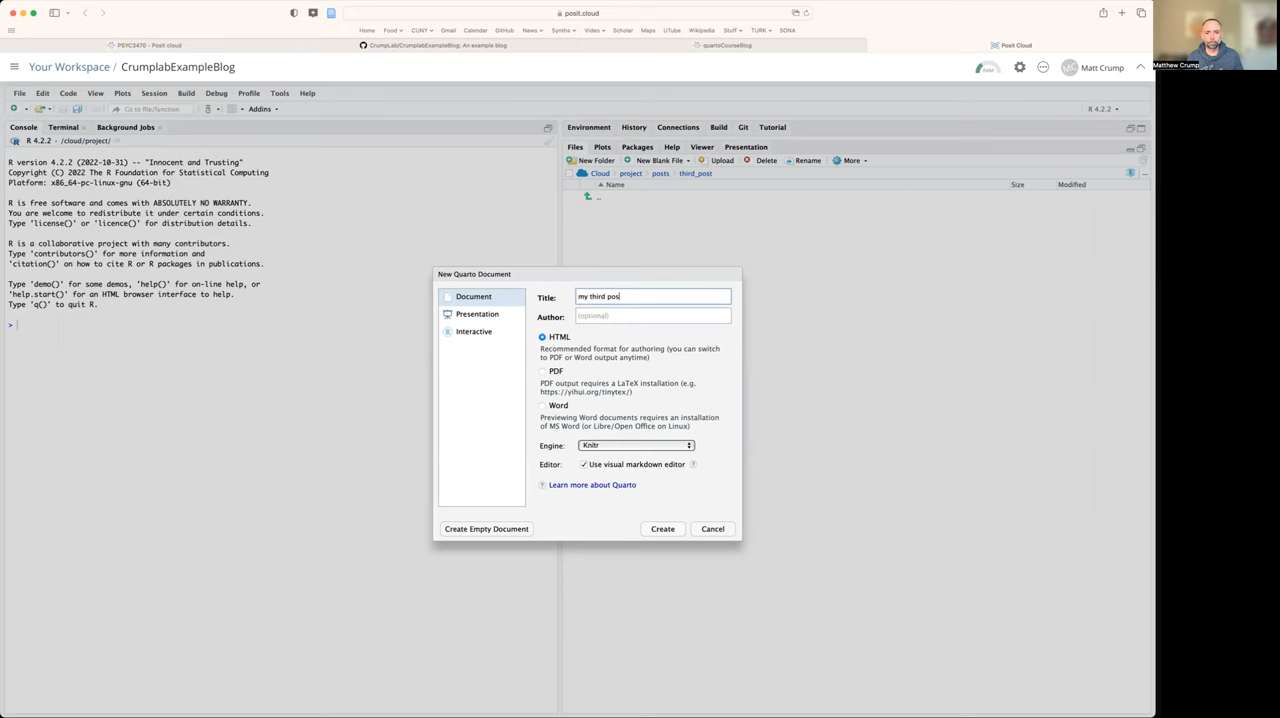 posit.cloud
Home Food CUNY Gmail Calendar GitHub News Synths Video Scholar Maps UTube Wikipedia Stuff TURK SONA
PSYC3470 - Posit cloud
CrumpLab/CrumplabExampleBlog: An example blog
quartoCourseBlog
Posit Cloud
Your Workspace / CrumplabExampleBlog
RAM
MC Matt Crump
Matthew Crump
File Edit Code View Plots Session Build Debug Profile Tools Help
Go to file/function
Addins
R 4.2.2
Console Terminal Background Jobs
R 4.2.2 · /cloud/project/
R version 4.2.2 (2022-10-31) -- "Innocent and Trusting"
Copyright (C) 2022 The R Foundation for Statistical Computing
Platform: x86_64-pc-linux-gnu (64-bit)
R is free software and comes with ABSOLUTELY NO WARRANTY.
You are welcome to redistribute it under certain conditions.
Type 'license()' or 'licence()' for distribution details.
R is a collaborative project with many contributors.
Type 'contributors()' for more information and
'citation()' on how to cite R or R packages in publications.
Type 'demo()' for some demos, 'help()' for on-line help, or
'help.start()' for an HTML browser interface to help.
Type 'q()' to quit R.
>
Environment History Connections Build Git Tutorial
Files Plots Packages Help Viewer Presentation
New Folder New Blank File Upload Delete Rename More
Cloud project posts third_post
Name Size Modified
..
New Quarto Document
Document
Presentation
Interactive
Title: my third pos
Author: (optional)
HTML
Recommended format for authoring (you can switch
to PDF or Word output anytime)
PDF
PDF output requires a LaTeX installation (e.g.
https://yihui.org/tinytex/)
Word
Previewing Word documents requires an installation
of MS Word (or Libre/Open Office on Linux)
Engine: Knitr
Editor: Use visual markdown editor ?
? Learn more about Quarto
Create Empty Document Create Cancel